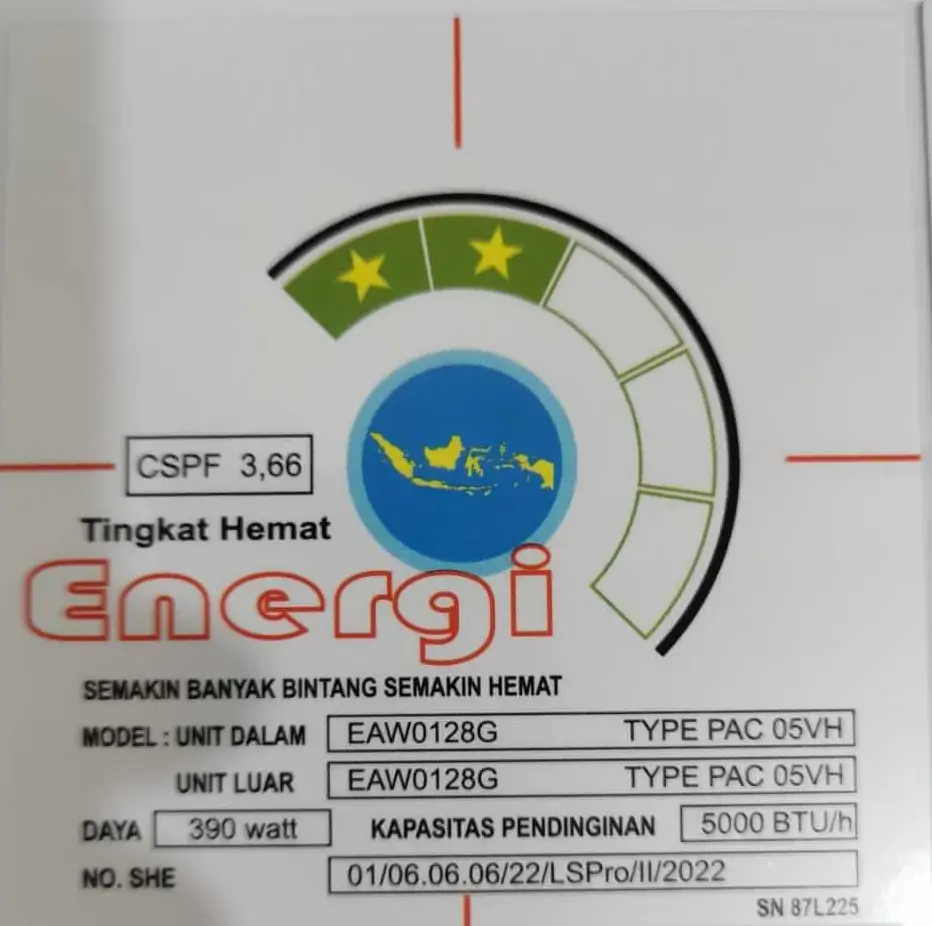 CSPF 3,66
Tingkat Hemat
Energi
SEMAKIN BANYAK BINTANG SEMAKIN HEMAT
MODEL : UNIT DALAM EAW0128G TYPE PAC 05VH
UNIT LUAR EAW0128G TYPE PAC 05VH
DAYA 390 watt KAPASITAS PENDINGINAN 5000 BTU/h
NO. SHE 01/06.06.06/22/LSPro/II/2022
SN 87L225